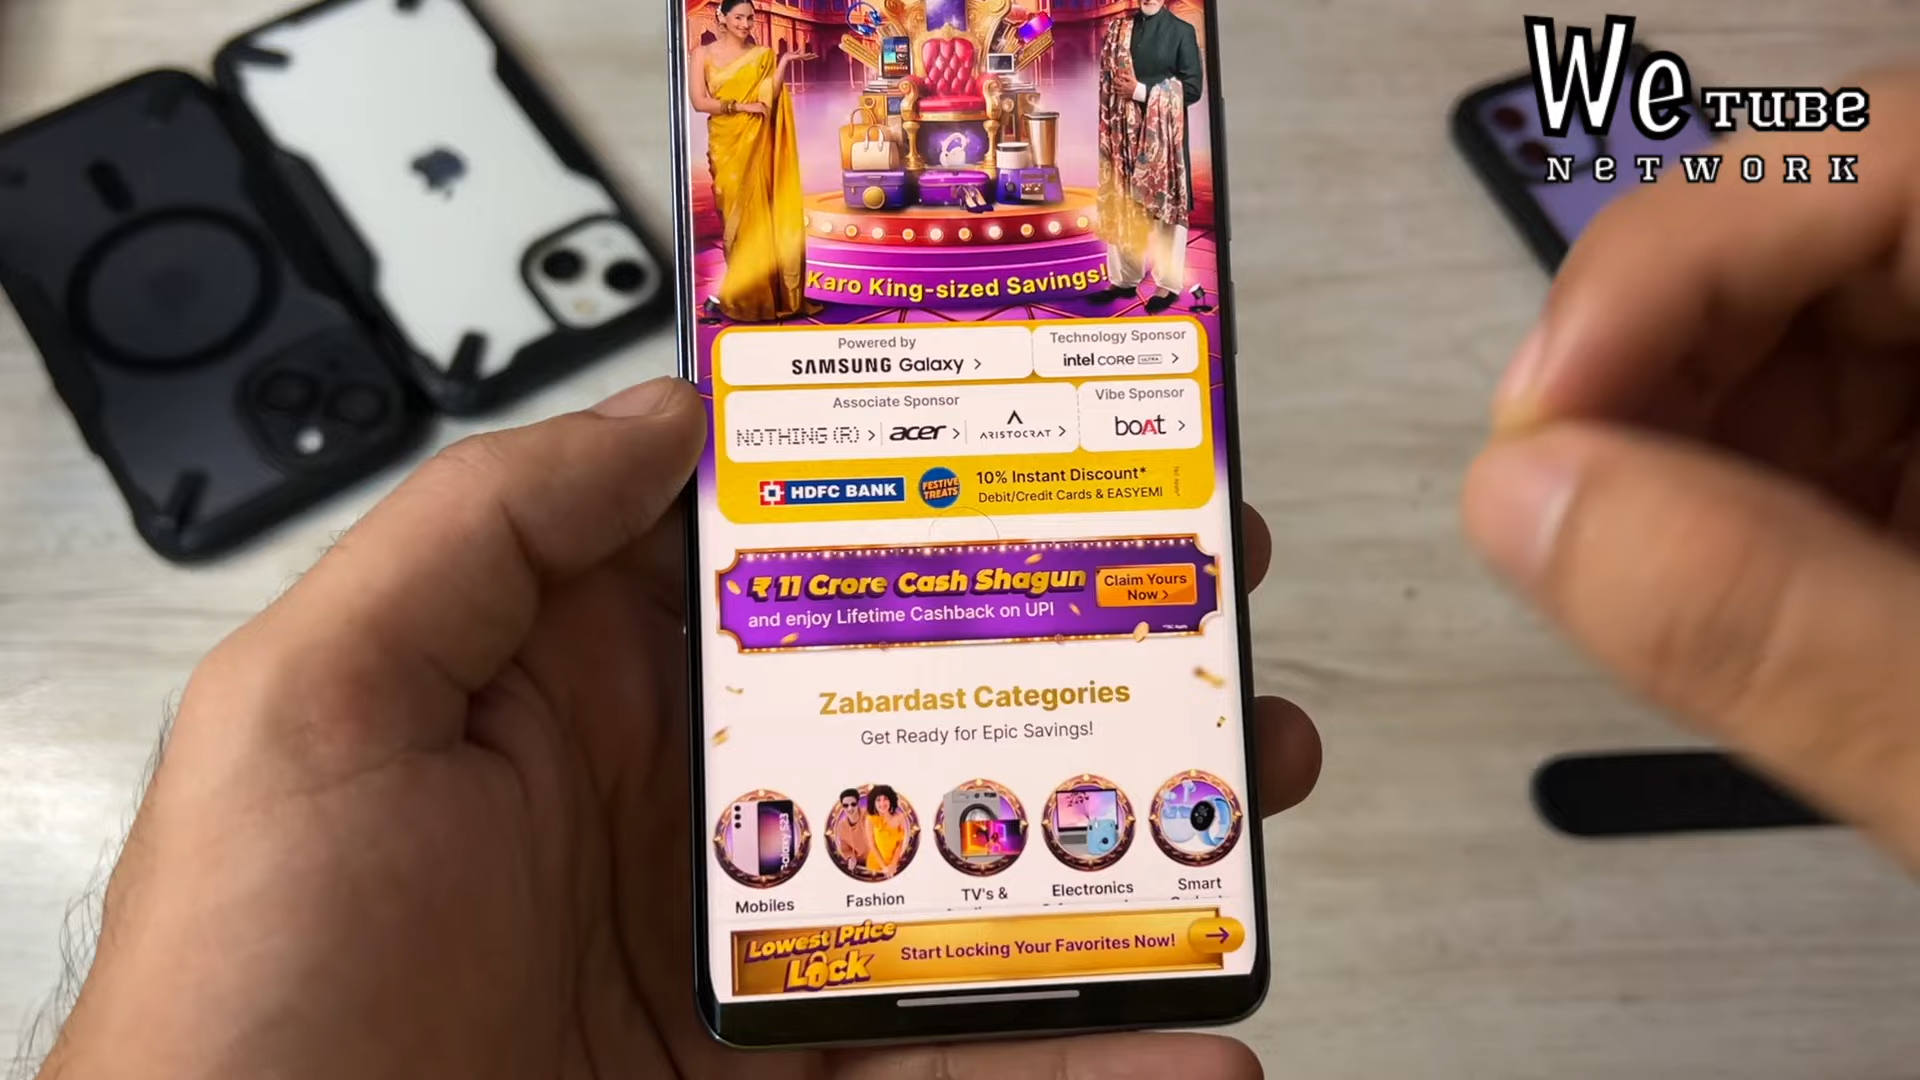 We TUBE
NETWORK
Karo King-sized Savings!
Powered by
SAMSUNG Galaxy >
Technology Sponsor
intel CORE ULTRA >
Associate Sponsor
NOTHING (R) > acer > ARISTOCRAT >
Vibe Sponsor
boAt >
HDFC BANK
FESTIVE TREATS
10% Instant Discount*
Debit/Credit Cards & EASYEMI
₹ 11 Crore Cash Shagun
and enjoy Lifetime Cashback on UPI
Claim Yours
Now >
Zabardast Categories
Get Ready for Epic Savings!
Mobiles
Fashion
TV's &
Electronics
Smart
Lowest Price
Lock
Start Locking Your Favorites Now!